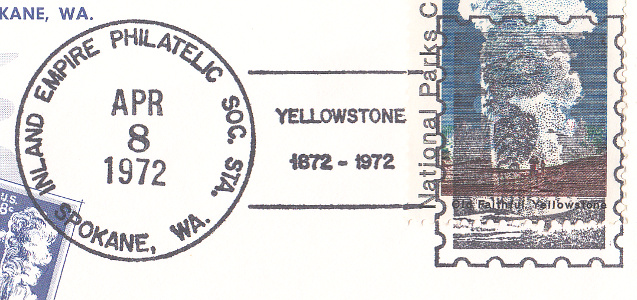 KANE, WA.
INLAND EMPIRE PHILATELIC SOC. STA.
APR
8
1972
SPOKANE, WA.
YELLOWSTONE
1872 - 1972
National Parks C
Old Faithful, Yellowstone
U.S.
8c